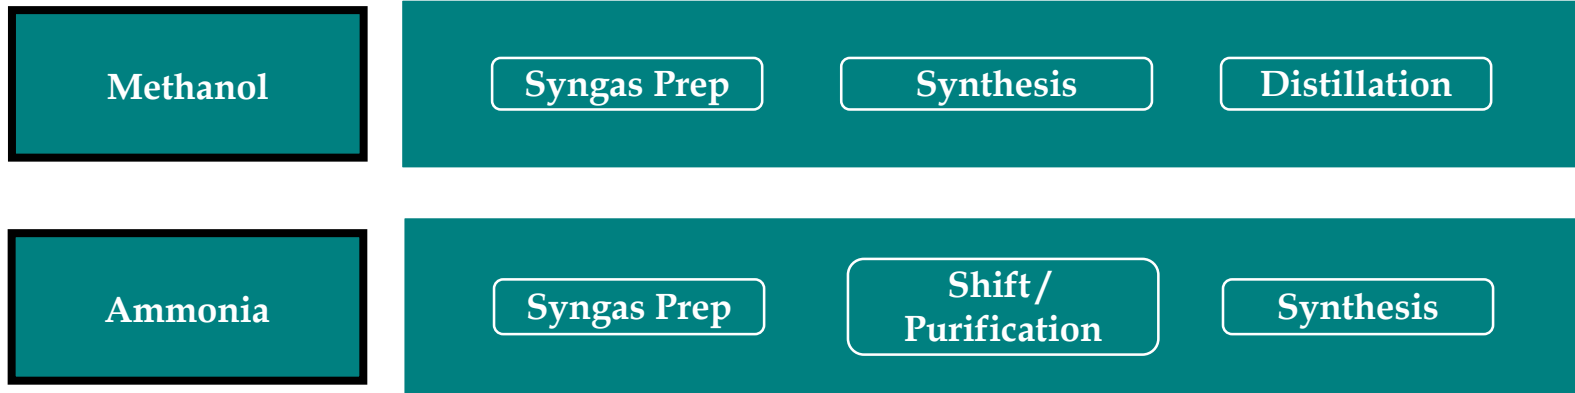 Methanol
Syngas Prep
Synthesis
Distillation
Ammonia
Syngas Prep
Shift/
Purification
Synthesis